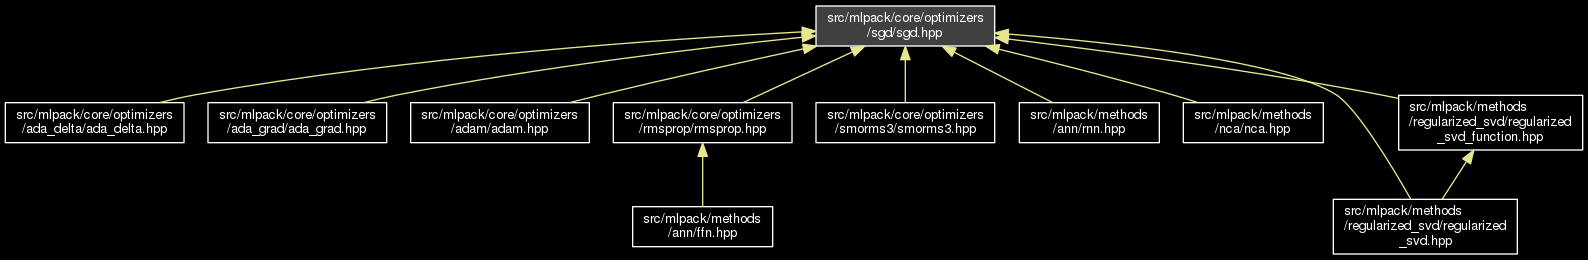 src/mlpack/core/optimizers
/sgd/sgd.hpp
src/mlpack/core/optimizers
/ada_delta/ada_delta.hpp
src/mlpack/core/optimizers
/ada_grad/ada_grad.hpp
src/mlpack/core/optimizers
/adam/adam.hpp
src/mlpack/core/optimizers
/rmsprop/rmsprop.hpp
src/mlpack/core/optimizers
/smorms3/smorms3.hpp
src/mlpack/methods
/ann/rnn.hpp
src/mlpack/methods
/nca/nca.hpp
src/mlpack/methods
/regularized_svd/regularized
_svd_function.hpp
src/mlpack/methods
/ann/ffn.hpp
src/mlpack/methods
/regularized_svd/regularized
_svd.hpp